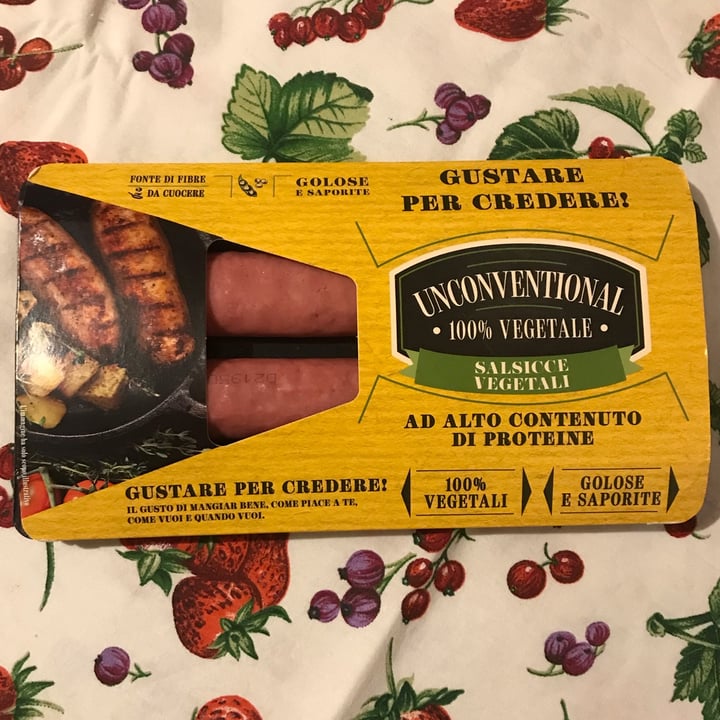 FONTE DI FIBRE
DA CUOCERE
GOLOSE
E SAPORITE
GUSTARE
PER CREDERE!
UNCONVENTIONAL
• 100% VEGETALE •
SALSICCE
VEGETALI
AD ALTO CONTENUTO
DI PROTEINE
GUSTARE PER CREDERE!
IL GUSTO DI MANGIAR BENE, COME PIACE A TE,
COME VUOI E QUANDO VUOI.
100%
VEGETALI
GOLOSE
E SAPORITE